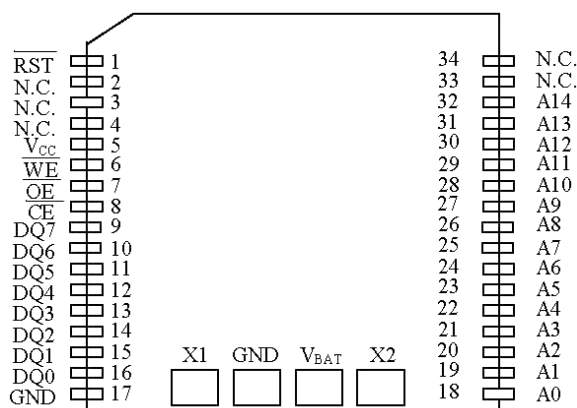 RST 1 34 N.C.
N.C. 2 33 N.C.
N.C. 3 32 A14
N.C. 4 31 A13
VCC 5 30 A12
WE 6 29 A11
OE 7 28 A10
CE 8 27 A9
DQ7 9 26 A8
DQ6 10 25 A7
DQ5 11 24 A6
DQ4 12 23 A5
DQ3 13 22 A4
DQ2 14 21 A3
DQ1 15 20 A2
DQ0 16 19 A1
GND 17 18 A0
X1 GND VBAT X2